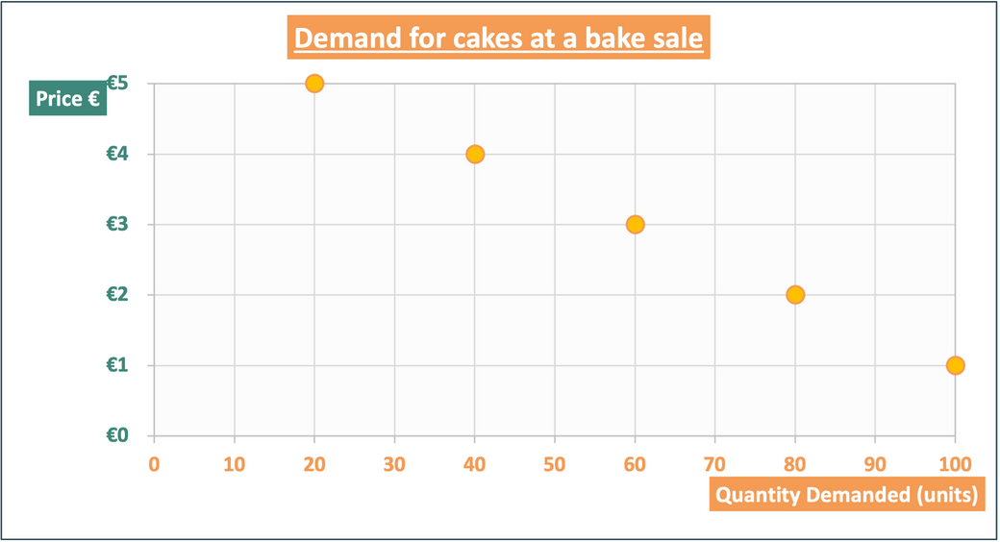 Demand for cakes at a bake sale
Price €
€5
€4
€3
€2
€1
€0
0 10 20 30 40 50 60 70 80 90 100
Quantity Demanded (units)